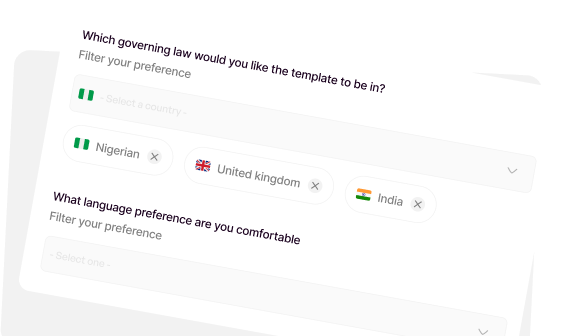 Which governing law would you like the template to be in?
Filter your preference
- Select a country -
Nigerian
United kingdom
India
What language preference are you comfortable
Filter your preference
- Select one -